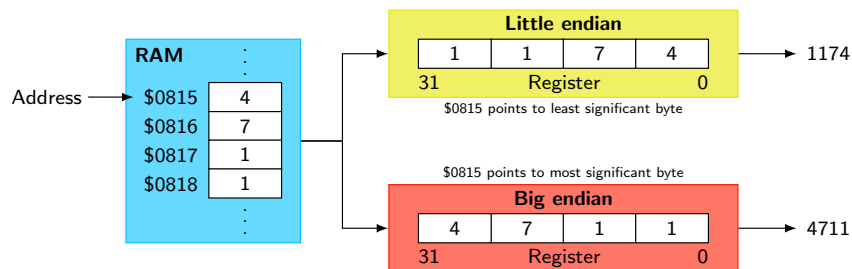 RAM
Address
$0815 4
$0816 7
$0817 1
$0818 1
Little endian
1 1 7 4
31 Register 0
$0815 points to least significant byte
1174
$0815 points to most significant byte
Big endian
4 7 1 1
31 Register 0
4711